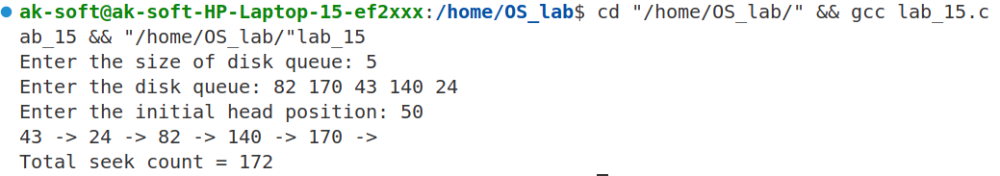 ak-soft@ak-soft-HP-Laptop-15-ef2xxx:/home/OS_lab$ cd "/home/OS_lab/" && gcc lab_15.c
ab_15 && "/home/OS_lab/"lab_15
Enter the size of disk queue: 5
Enter the disk queue: 82 170 43 140 24
Enter the initial head position: 50
43 -> 24 -> 82 -> 140 -> 170 ->
Total seek count = 172